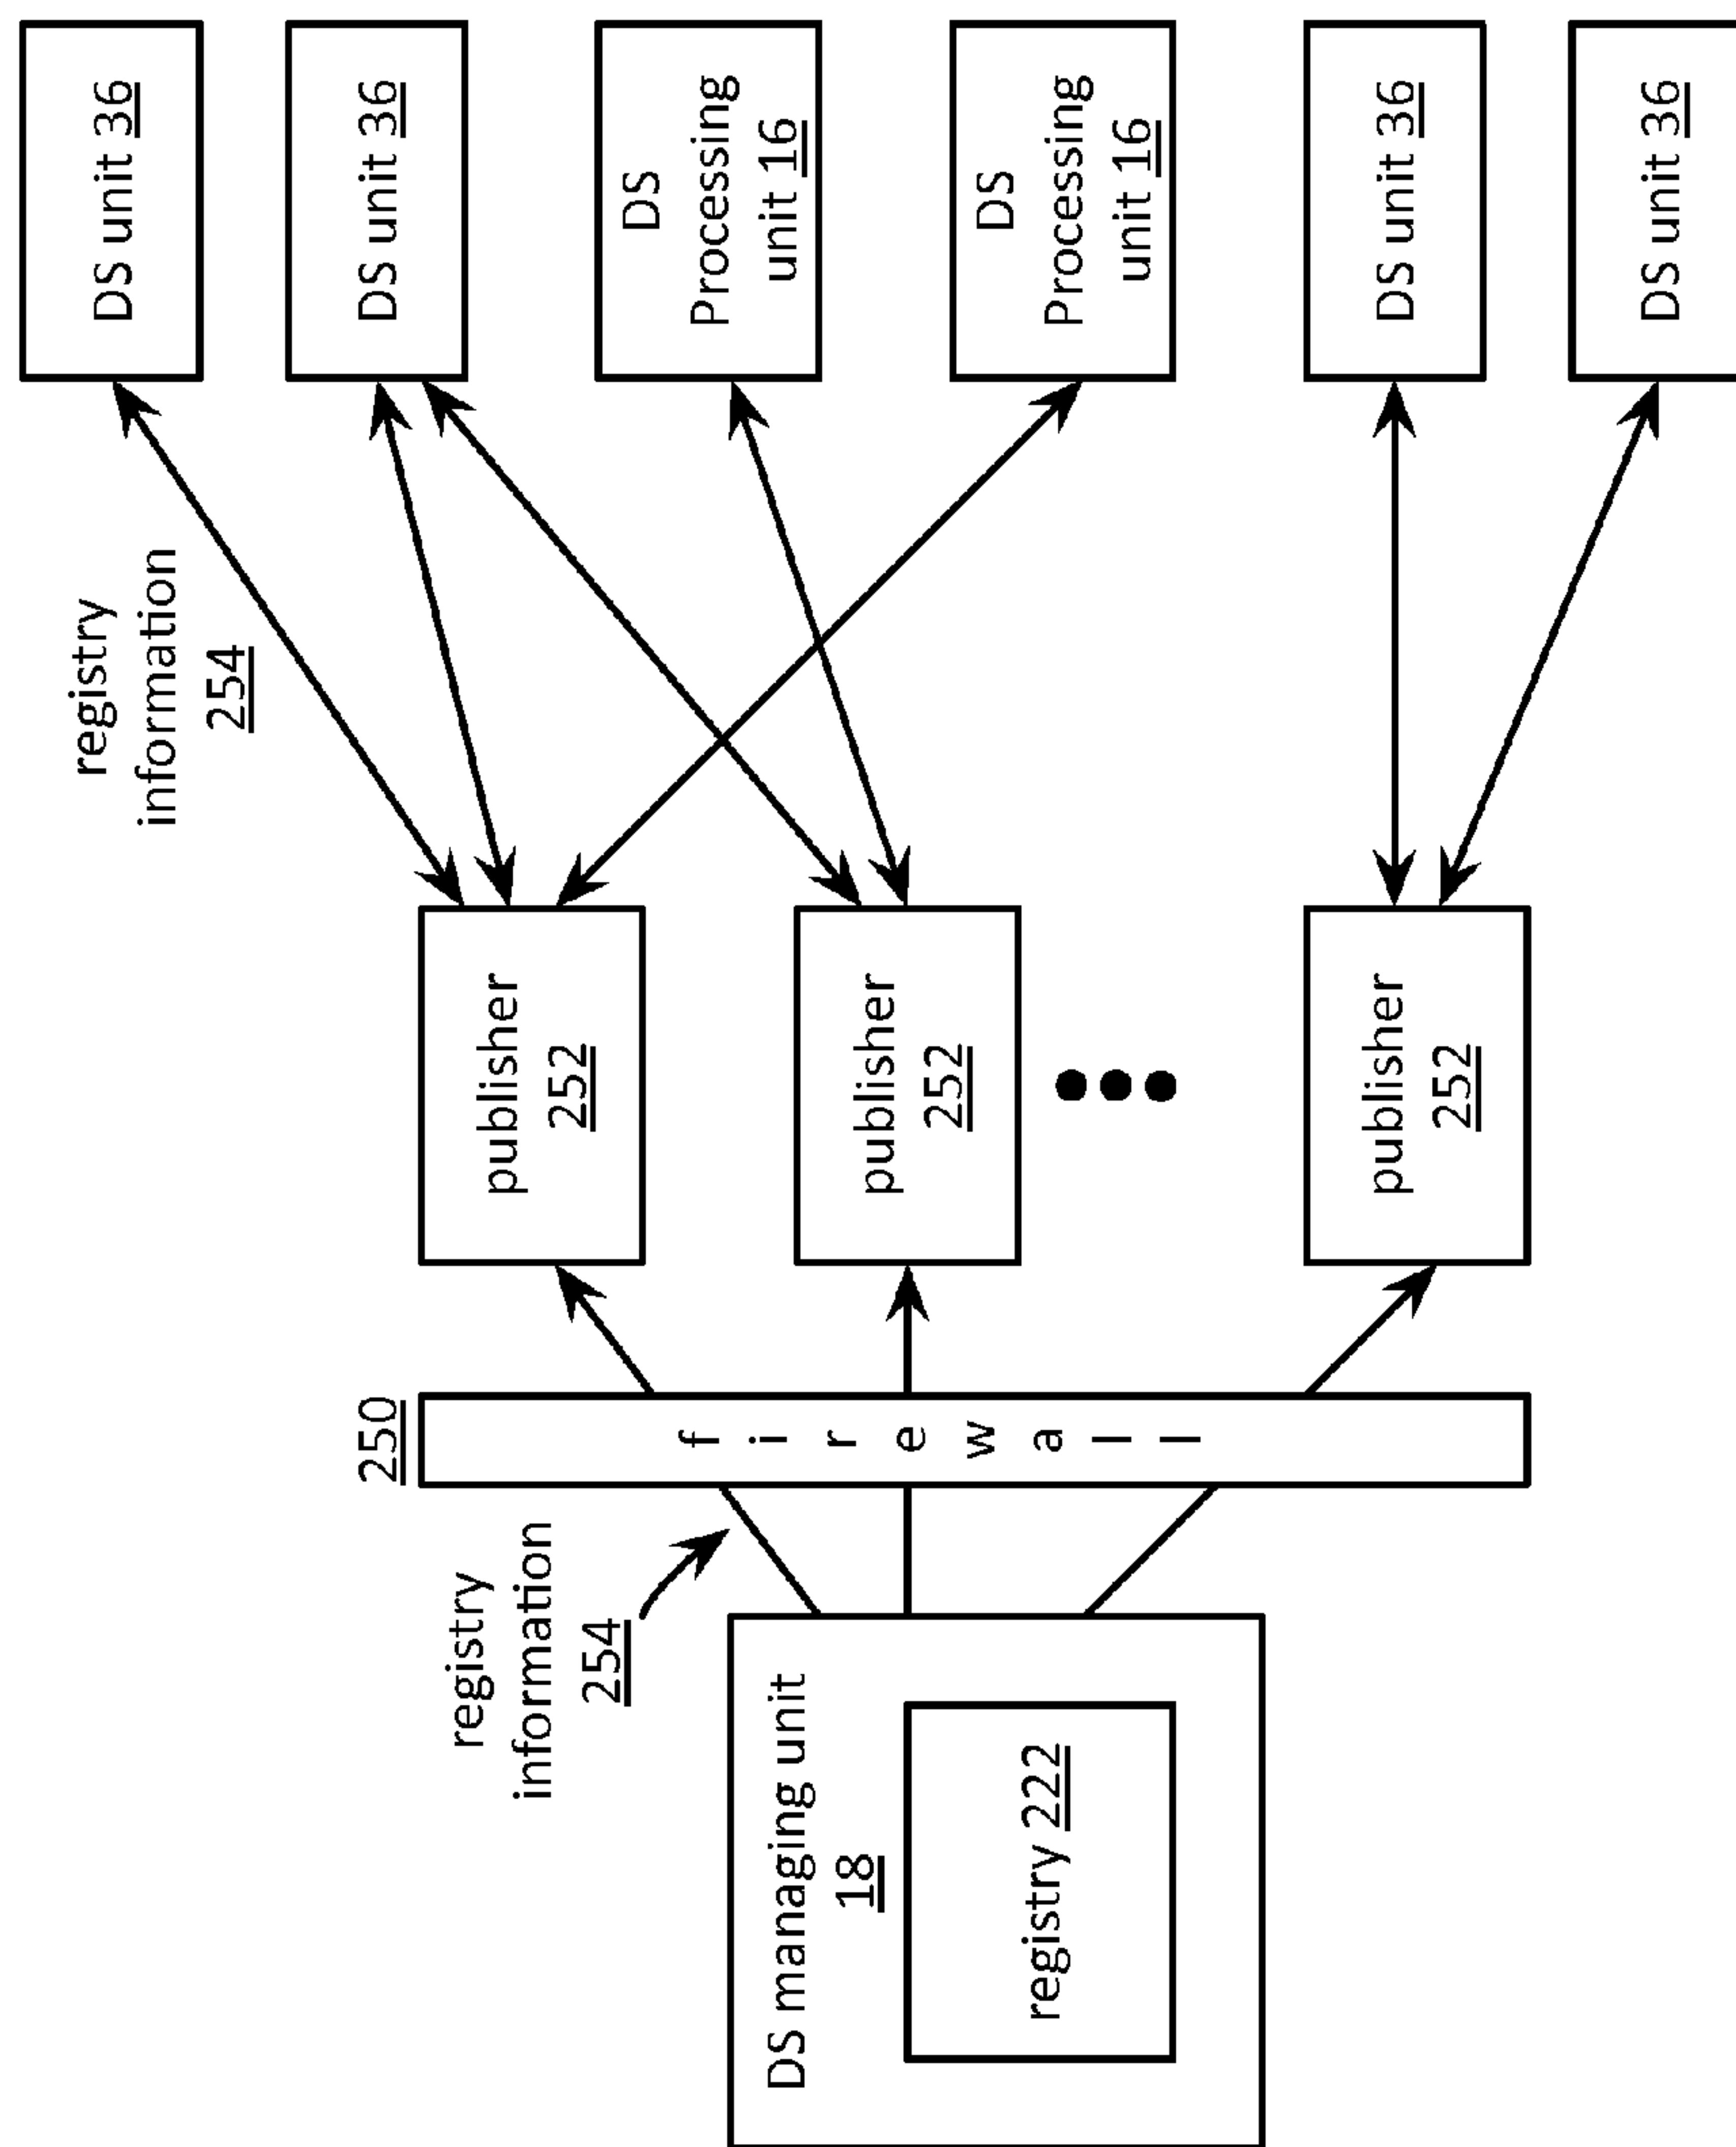 DS managing unit
18
registry 222
registry
information
254
250
firewall
publisher
252
publisher
252
publisher
252
registry
information
254
DS unit 36
DS unit 36
DS
Processing
unit 16
DS
Processing
unit 16
DS unit 36
DS unit 36